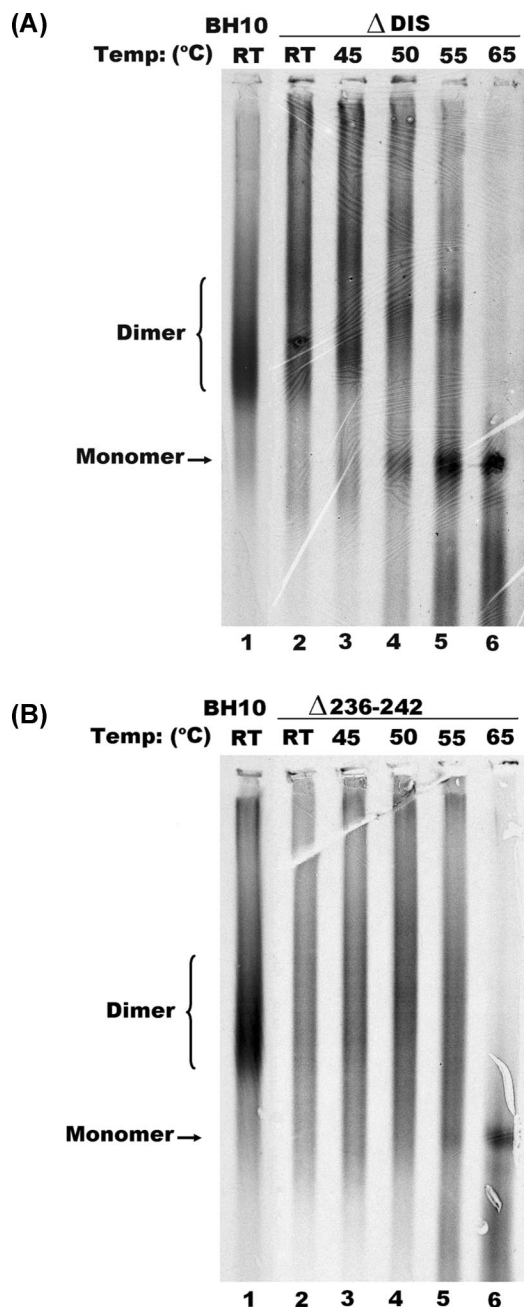 (A)
BH10 Δ DIS
Temp: (°C) RT RT 45 50 55 65
Dimer
Monomer
1 2 3 4 5 6
(B)
BH10 Δ236-242
Temp: (°C) RT RT 45 50 55 65
Dimer
Monomer
1 2 3 4 5 6